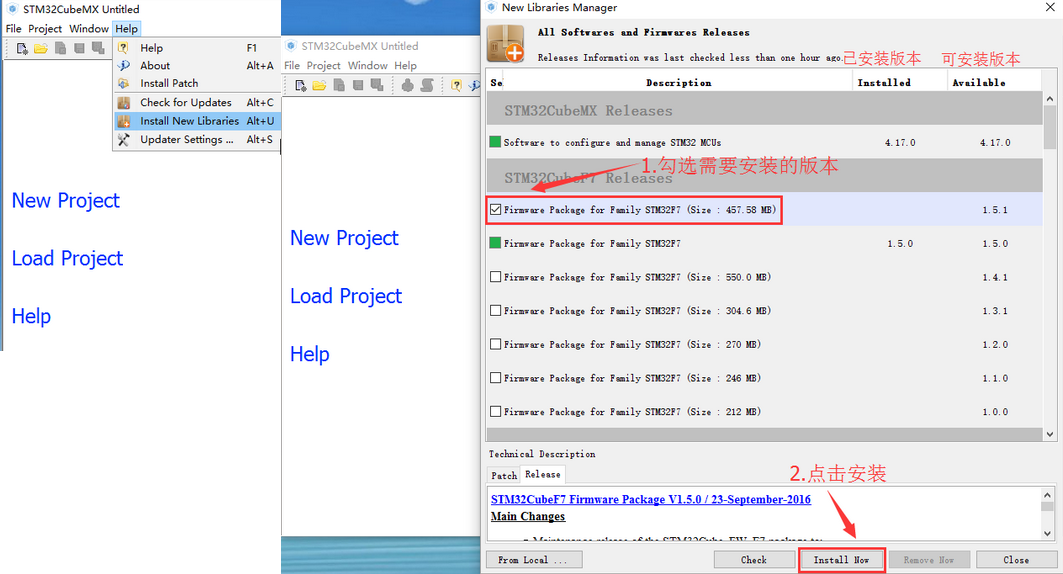 STM32CubeMX Untitled
File Project Window Help
Help F1
About Alt+A
Install Patch
Check for Updates Alt+C
Install New Libraries Alt+U
Updater Settings ... Alt+S
New Project
Load Project
Help
STM32CubeMX Untitled
File Project Window Help
New Project
Load Project
Help
New Libraries Manager
All Softwares and Firmwares Releases
Releases Information was last checked less than one hour ago.
已安装版本 可安装版本
Se Description Installed Available
STM32CubeMX Releases
Software to configure and manage STM32 MCUs 4.17.0 4.17.0
1.勾选需要安装的版本
STM32CubeF7 Releases
Firmware Package for Family STM32F7 (Size : 457.58 MB) 1.5.1
Firmware Package for Family STM32F7 1.5.0 1.5.0
Firmware Package for Family STM32F7 (Size : 550.0 MB) 1.4.1
Firmware Package for Family STM32F7 (Size : 304.6 MB) 1.3.1
Firmware Package for Family STM32F7 (Size : 270 MB) 1.2.0
Firmware Package for Family STM32F7 (Size : 246 MB) 1.1.0
Firmware Package for Family STM32F7 (Size : 212 MB) 1.0.0
Technical Description
Patch Release
2.点击安装
STM32CubeF7 Firmware Package V1.5.0 / 23-September-2016
Main Changes
Maintenance release of the STM32Cube FW F7 package to:
From Local ... Check Install Now Remove Now Close